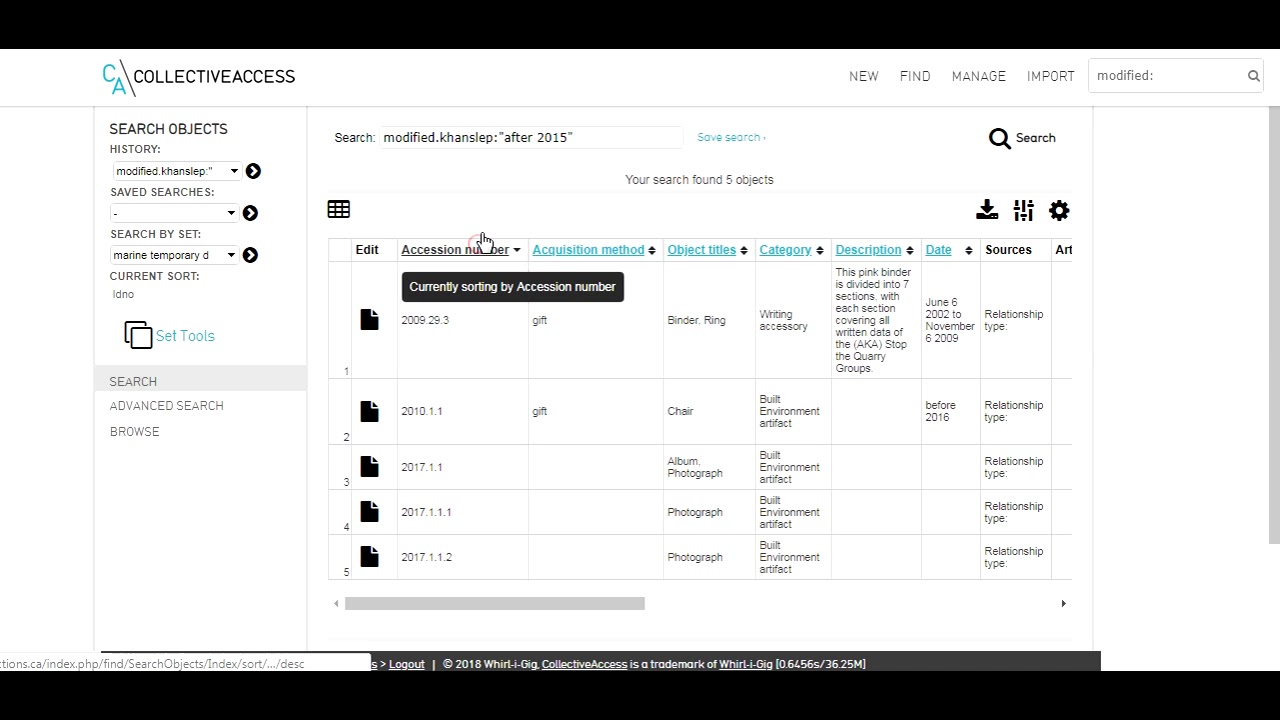 CA\COLLECTIVEACCESS
NEW FIND MANAGE IMPORT modified:
SEARCH OBJECTS
HISTORY:
modified.khanslep:"
SAVED SEARCHES:
-
SEARCH BY SET:
marine temporary d
CURRENT SORT:
Idno
Set Tools
SEARCH
ADVANCED SEARCH
BROWSE
Search: modified.khanslep:"after 2015" Save search › Search
Your search found 5 objects
Edit Accession number Acquisition method Object titles Category Description Date Sources Art
Currently sorting by Accession number
1 2009.29.3 gift Binder, Ring
Writing
accessory
This pink binder
is divided into 7
sections, with
each section
covering all
written data of
the (AKA) Stop
the Quarry
Groups.
June 6
2002 to
November
6 2009
Relationship
type:
2 2010.1.1 gift Chair
Built
Environment
artifact
before
2016
Relationship
type:
3 2017.1.1
Album,
Photograph
Built
Environment
artifact
Relationship
type:
4 2017.1.1.1 Photograph
Built
Environment
artifact
Relationship
type:
5 2017.1.1.2 Photograph
Built
Environment
artifact
Relationship
type:
ctions.ca/index.php/find/SearchObjects/Index/sort/.../desc
s > Logout | © 2018 Whirl-i-Gig, CollectiveAccess is a trademark of Whirl-i-Gig [0.6456s/36.25M]